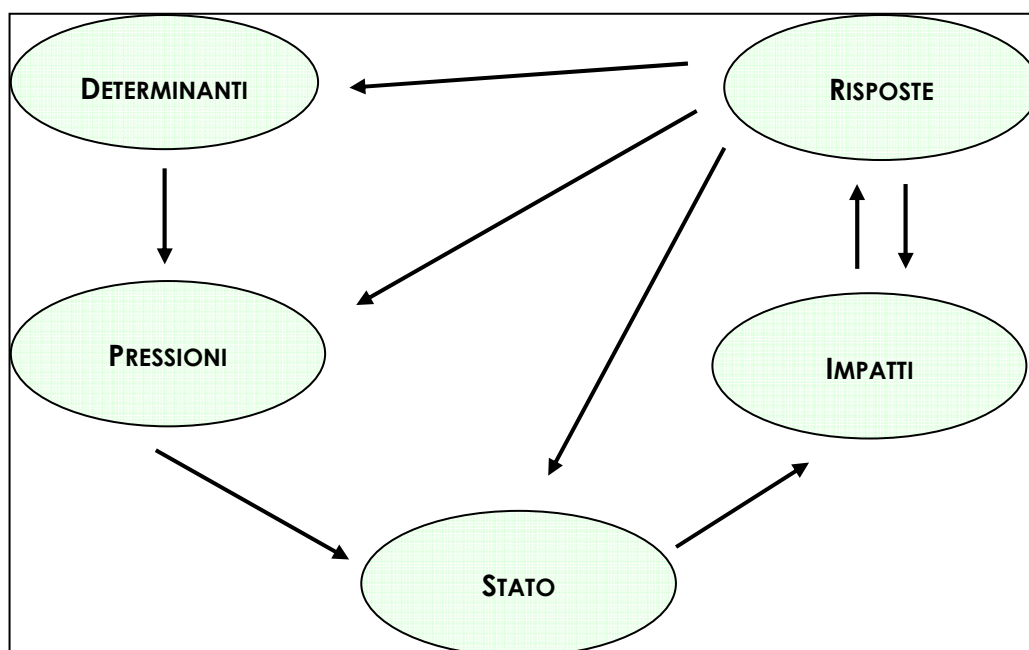 DETERMINANTI
RISPOSTE
PRESSIONI
IMPATTI
STATO